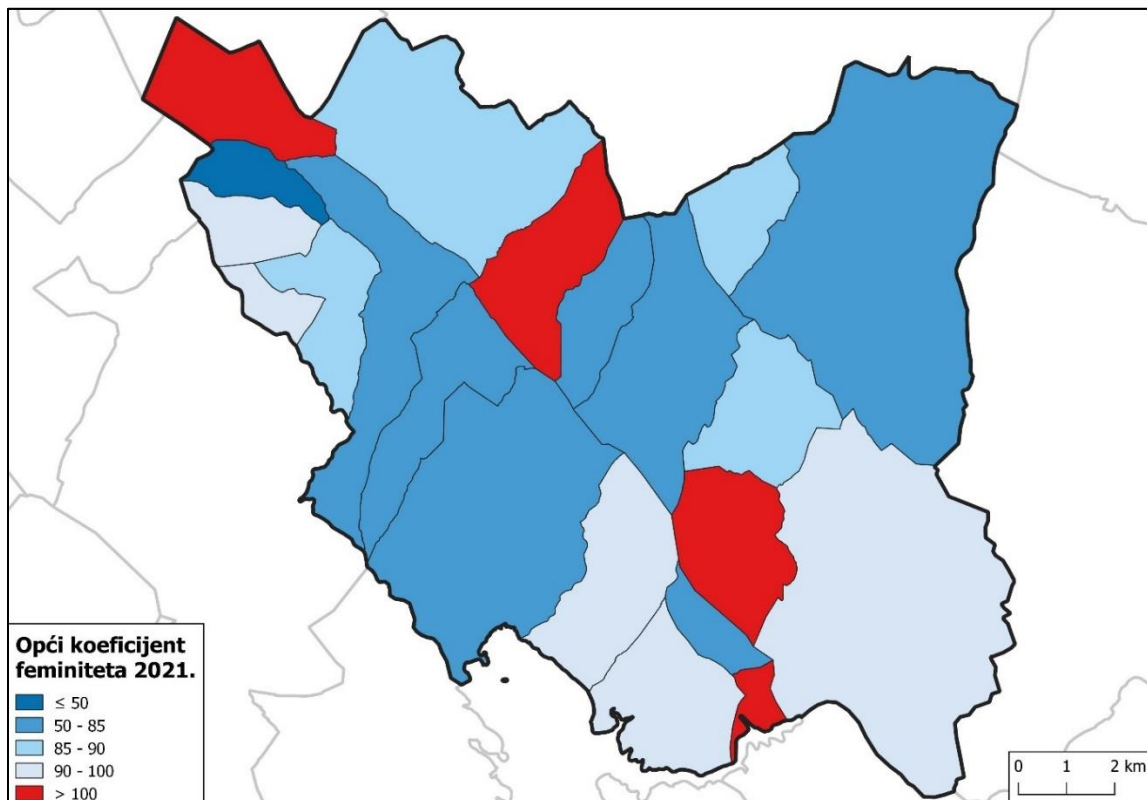 Opći koeficijent
feminiteta 2021.
≤ 50
50 - 85
85 - 90
90 - 100
> 100
0 1 2 km